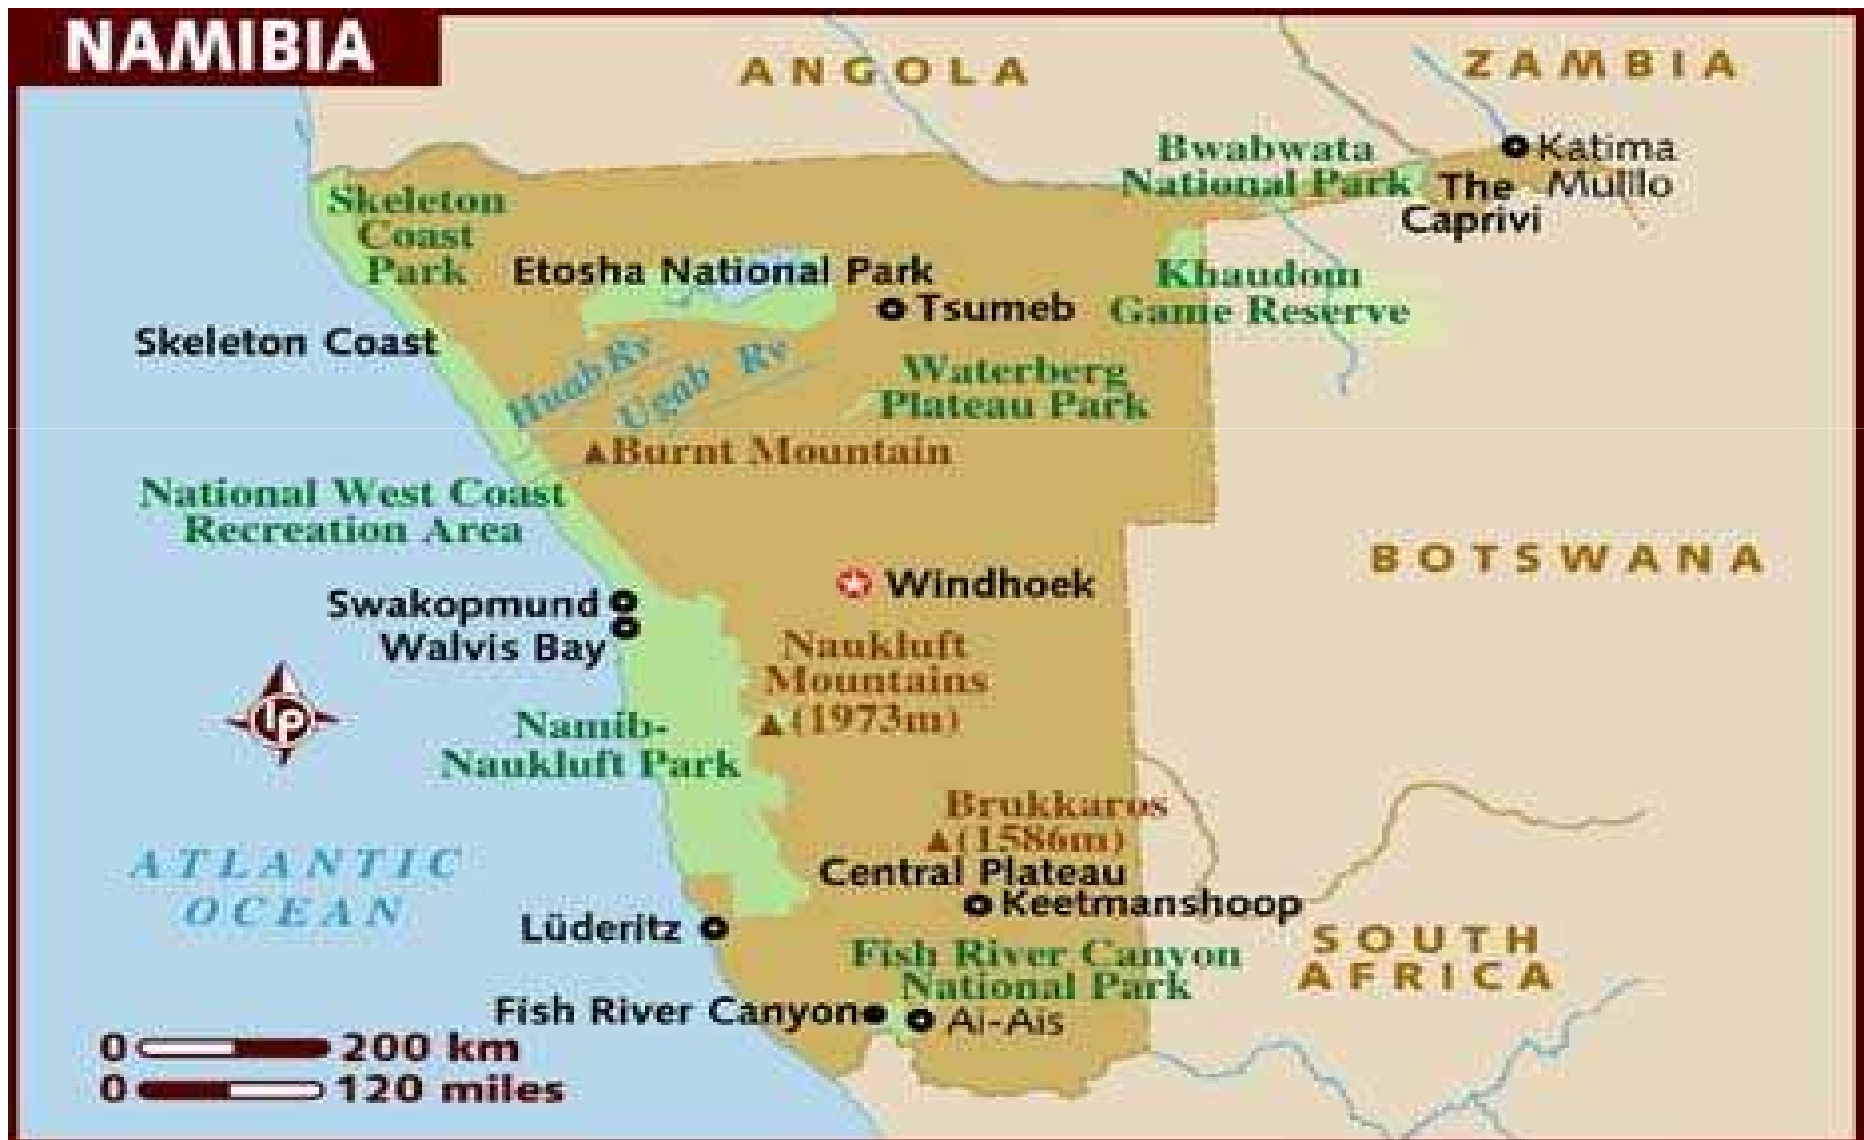 NAMIBIA
ANGOLA
ZAMBIA
Katima
Mulilo
Bwabwata
National Park
The
Caprivi
Skeleton
Coast
Park
Etosha National Park
Tsumeb
Khaudom
Game Reserve
Skeleton Coast
Huab Rv
Ugab Rv
Waterberg
Plateau Park
Burnt Mountain
National West Coast
Recreation Area
BOTSWANA
Windhoek
Swakopmund
Walvis Bay
Naukluft
Mountains
(1973m)
lp
Namib-
Naukluft Park
Brukkaros
(1586m)
Central Plateau
Keetmanshoop
ATLANTIC
OCEAN
Lüderitz
SOUTH
AFRICA
Fish River Canyon
National Park
Fish River Canyon
Ai-Ais
0 200 km
0 120 miles